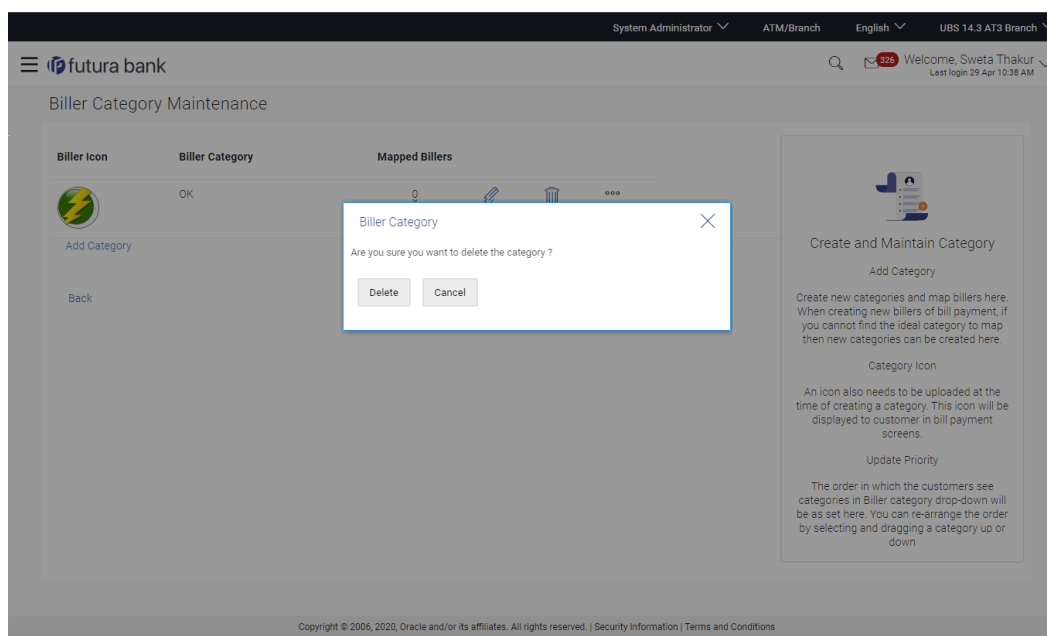 System Administrator ATM/Branch English UBS 14.3 AT3 Branch
futura bank 326 Welcome, Sweta Thakur
Last login 29 Apr 10:38 AM
Biller Category Maintenance
Biller Icon Biller Category Mapped Billers
OK
Add Category
Back
Biller Category
Are you sure you want to delete the category ?
Delete Cancel
Create and Maintain Category
Add Category
Create new categories and map billers here.
When creating new billers of bill payment, if
you cannot find the ideal category to map
then new categories can be created here.
Category Icon
An icon also needs to be uploaded at the
time of creating a category. This icon will be
displayed to customer in bill payment
screens.
Update Priority
The order in which the customers see
categories in Biller category drop-down will
be as set here. You can re-arrange the order
by selecting and dragging a category up or
down
Copyright © 2006, 2020, Oracle and/or its affiliates. All rights reserved. | Security Information | Terms and Conditions